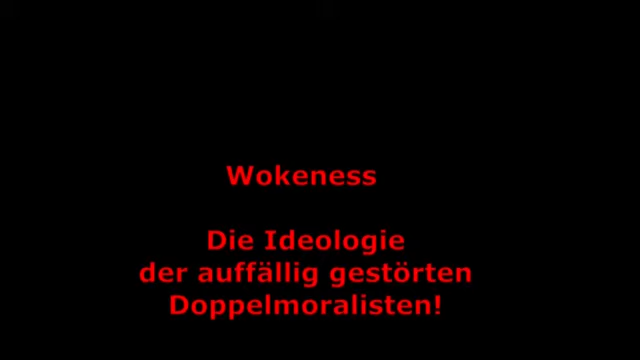 Wokeness
Die Ideologie
der auffällig gestörten
Doppelmoralisten!